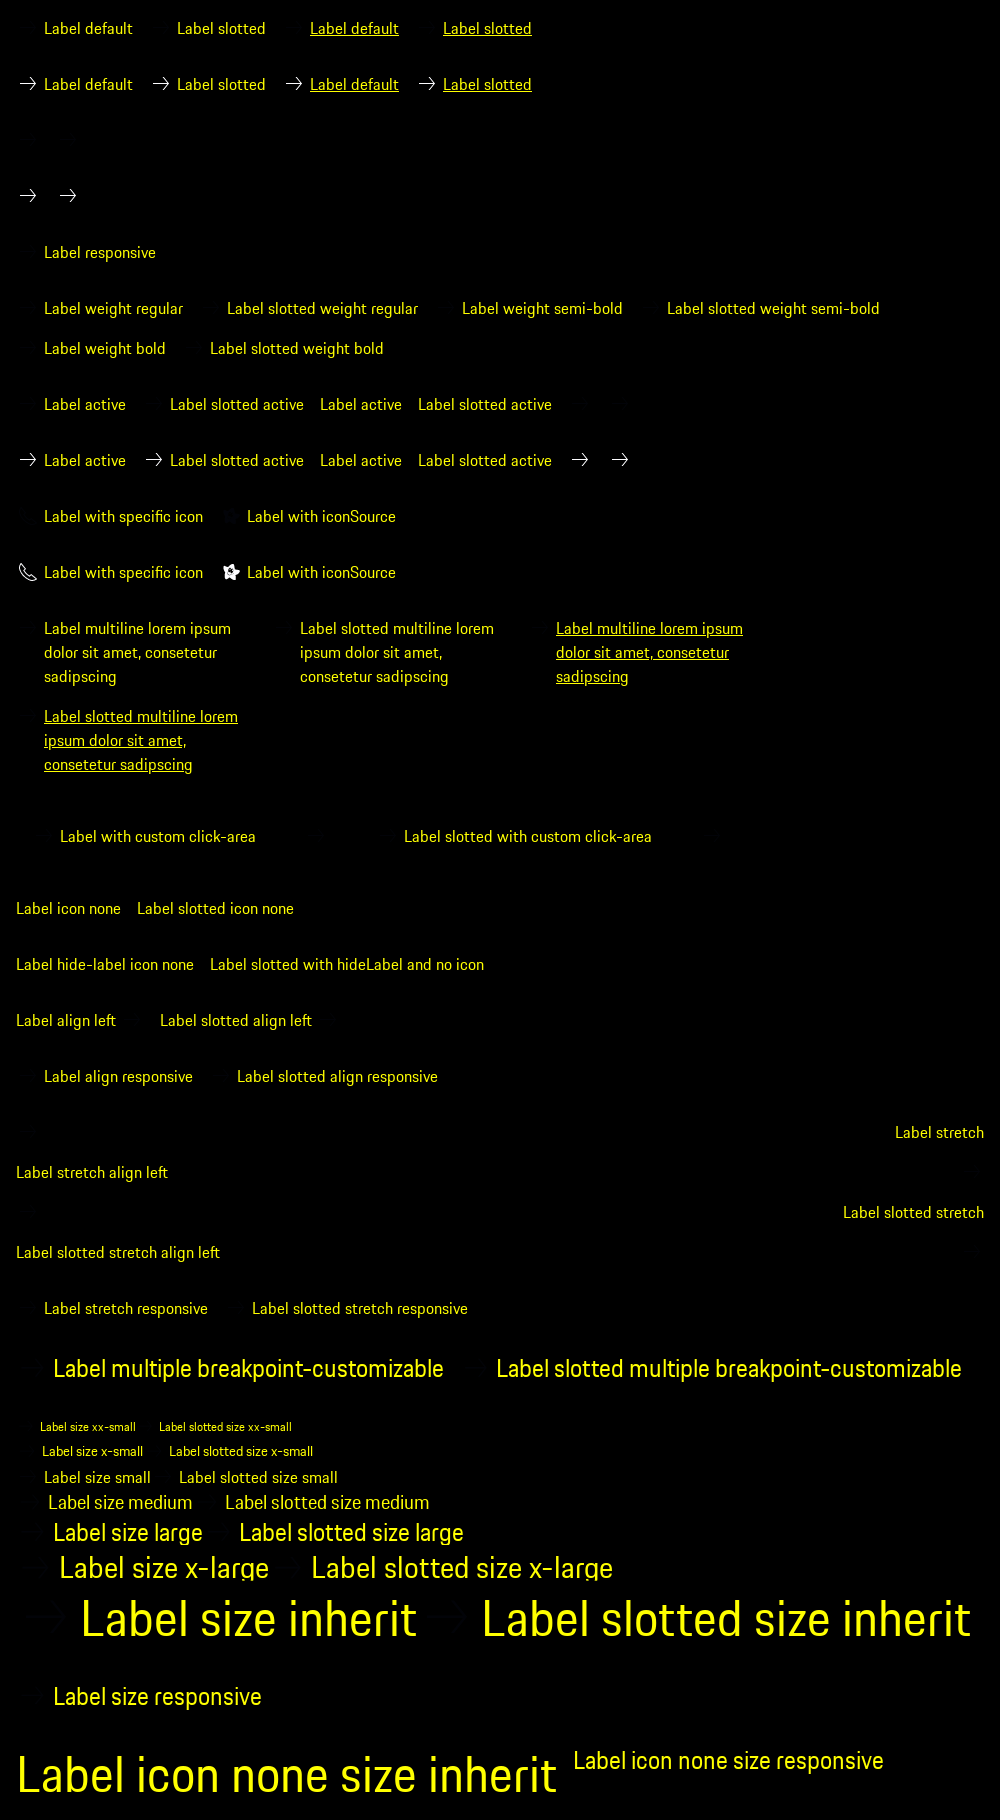 Label default Label slotted Label default Label slotted
Label default Label slotted Label default Label slotted
Label responsive
Label weight regular Label slotted weight regular Label weight semi-bold Label slotted weight semi-bold
Label weight bold Label slotted weight bold
Label active Label slotted active Label active Label slotted active
Label active Label slotted active Label active Label slotted active
Label with specific icon Label with iconSource
Label with specific icon Label with iconSource
Label multiline lorem ipsum
dolor sit amet, consetetur
sadipscing
Label slotted multiline lorem
ipsum dolor sit amet,
consetetur sadipscing
Label multiline lorem ipsum
dolor sit amet, consetetur
sadipscing
Label slotted multiline lorem
ipsum dolor sit amet,
consetetur sadipscing
Label with custom click-area Label slotted with custom click-area
Label icon none Label slotted icon none
Label hide-label icon none Label slotted with hideLabel and no icon
Label align left Label slotted align left
Label align responsive Label slotted align responsive
Label stretch
Label stretch align left
Label slotted stretch
Label slotted stretch align left
Label stretch responsive Label slotted stretch responsive
Label multiple breakpoint-customizable Label slotted multiple breakpoint-customizable
Label size xx-small Label slotted size xx-small
Label size x-small Label slotted size x-small
Label size small Label slotted size small
Label size medium Label slotted size medium
Label size large Label slotted size large
Label size x-large Label slotted size x-large
Label size inherit Label slotted size inherit
Label size responsive
Label icon none size inherit Label icon none size responsive